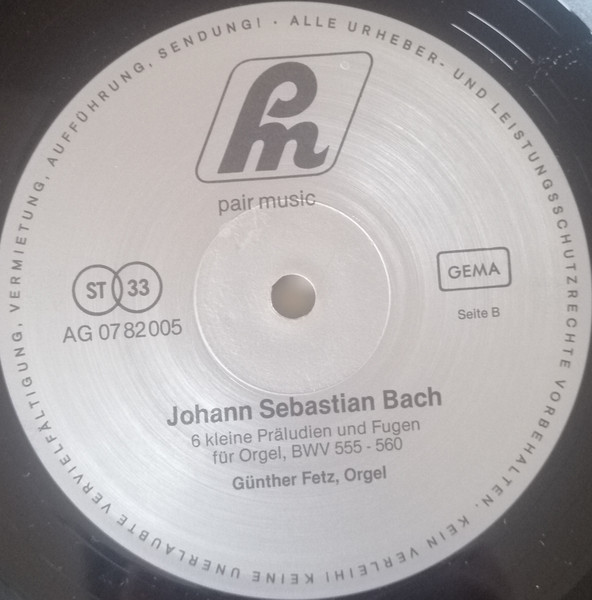 pm
pair music
ST 33
AG 07 82 005
GEMA
Seite B
Johann Sebastian Bach
6 kleine Präludien und Fugen
für Orgel, BWV 555 - 560
Günther Fetz, Orgel
ALLE URHEBER- UND LEISTUNGSSCHUTZRECHTE VORBEHALTEN. KEIN VERLEIH! KEINE UNERLAUBTE VERVIELFÄLTIGUNG, VERMIETUNG, AUFFÜHRUNG, SENDUNG! ·